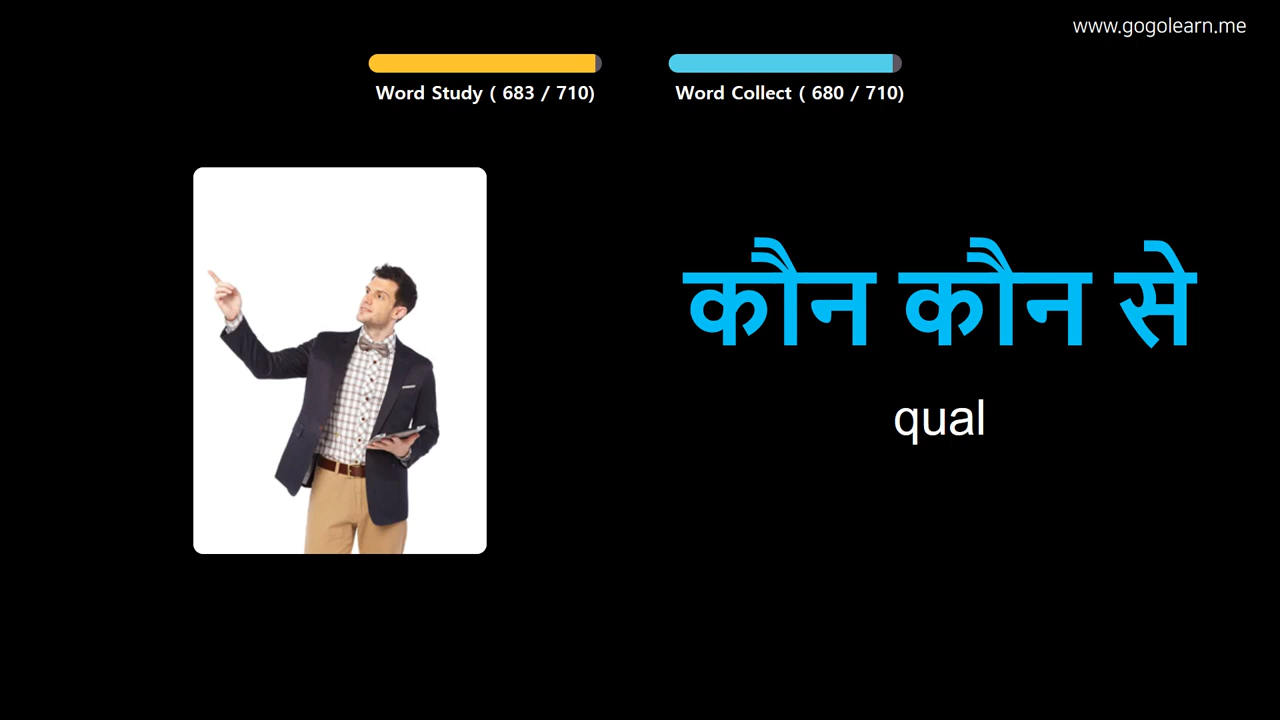 www.gogolearn.me
Word Study ( 683 / 710)
Word Collect ( 680 / 710)
कौन कौन से
qual